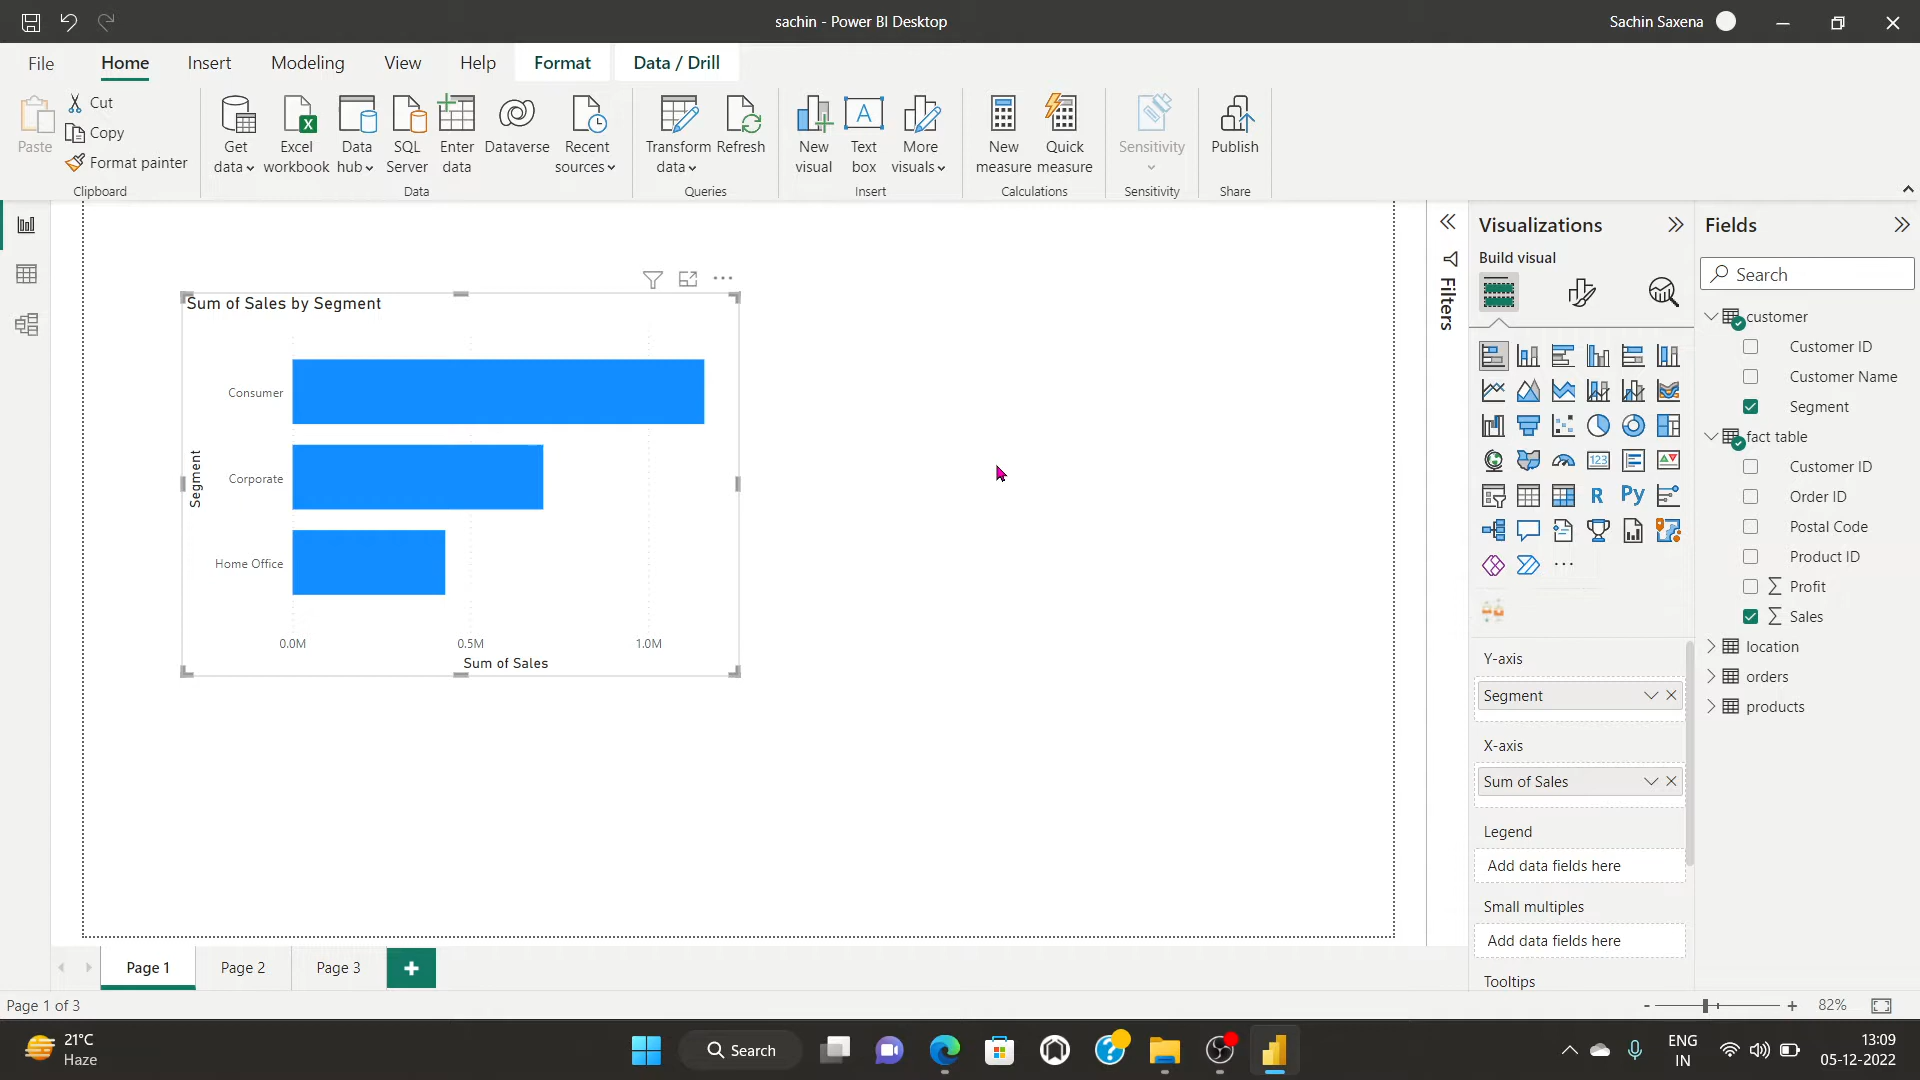 sachin - Power BI Desktop
Sachin Saxena
File
Home
Insert
Modeling
View
Help
Format
Data / Drill
Paste
Cut
Copy
Format painter
Clipboard
Get
data
Excel
workbook
Data
hub
SQL
Server
Enter
data
Dataverse
Recent
sources
Data
Transform
data
Refresh
Queries
New
visual
A
Text
box
More
visuals
Insert
New
measure
Quick
measure
Calculations
Sensitivity
Sensitivity
Publish
Share
Sum of Sales by Segment
Segment
Consumer
Corporate
Home Office
0.0M
0.5M
1.0M
Sum of Sales
Filters
Visualizations
Build visual
123
R
Py
Y-axis
Segment
X-axis
Sum of Sales
Legend
Add data fields here
Small multiples
Add data fields here
Tooltips
Fields
Search
customer
Customer ID
Customer Name
Segment
fact table
Customer ID
Order ID
Postal Code
Product ID
Σ Profit
Σ Sales
location
orders
products
Page 1
Page 2
Page 3
+
Page 1 of 3
- + 82%
21°C
Haze
Search
ENG
IN
13:09
05-12-2022